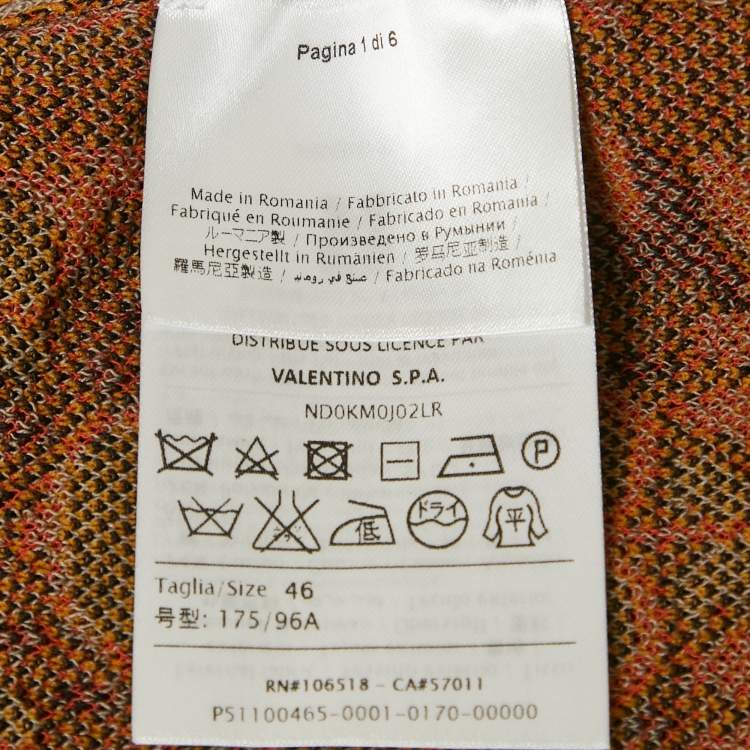 Pagina 1 di 6
Made in Romania / Fabbricato in Romania /
Fabriqué en Roumanie / Fabricado en Romania /
ルーマニア製 / Произведено в Румынии /
Hergestellt in Rumänien / 罗马尼亚制造 /
羅馬尼亞製造 / صنع في رومانيا / Fabricado na Roménia
DISTRIBUÉ SOUS LICENCE PAR
VALENTINO S.P.A.
ND0KM0J02LR
P
低 ドライ 平
Taglia/Size 46
号型: 175/96A
RN#106518 - CA#57011
P51100465-0001-0170-00000